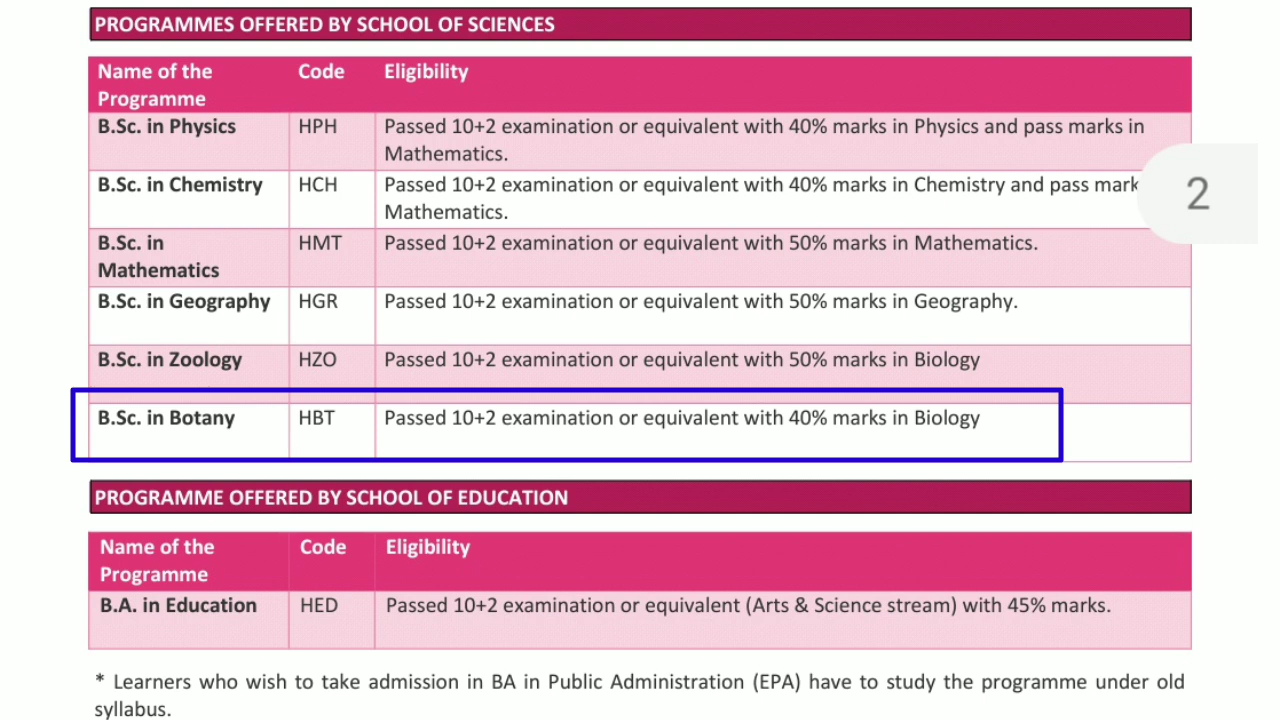 PROGRAMMES OFFERED BY SCHOOL OF SCIENCES
Name of the Code Eligibility
Programme
B.Sc. in Physics HPH Passed 10+2 examination or equivalent with 40% marks in Physics and pass marks in
Mathematics.
B.Sc. in Chemistry HCH Passed 10+2 examination or equivalent with 40% marks in Chemistry and pass mark
Mathematics.
2
B.Sc. in HMT Passed 10+2 examination or equivalent with 50% marks in Mathematics.
Mathematics
B.Sc. in Geography HGR Passed 10+2 examination or equivalent with 50% marks in Geography.
B.Sc. in Zoology HZO Passed 10+2 examination or equivalent with 50% marks in Biology
B.Sc. in Botany HBT Passed 10+2 examination or equivalent with 40% marks in Biology
PROGRAMME OFFERED BY SCHOOL OF EDUCATION
Name of the Code Eligibility
Programme
B.A. in Education HED Passed 10+2 examination or equivalent (Arts & Science stream) with 45% marks.
* Learners who wish to take admission in BA in Public Administration (EPA) have to study the programme under old
syllabus.